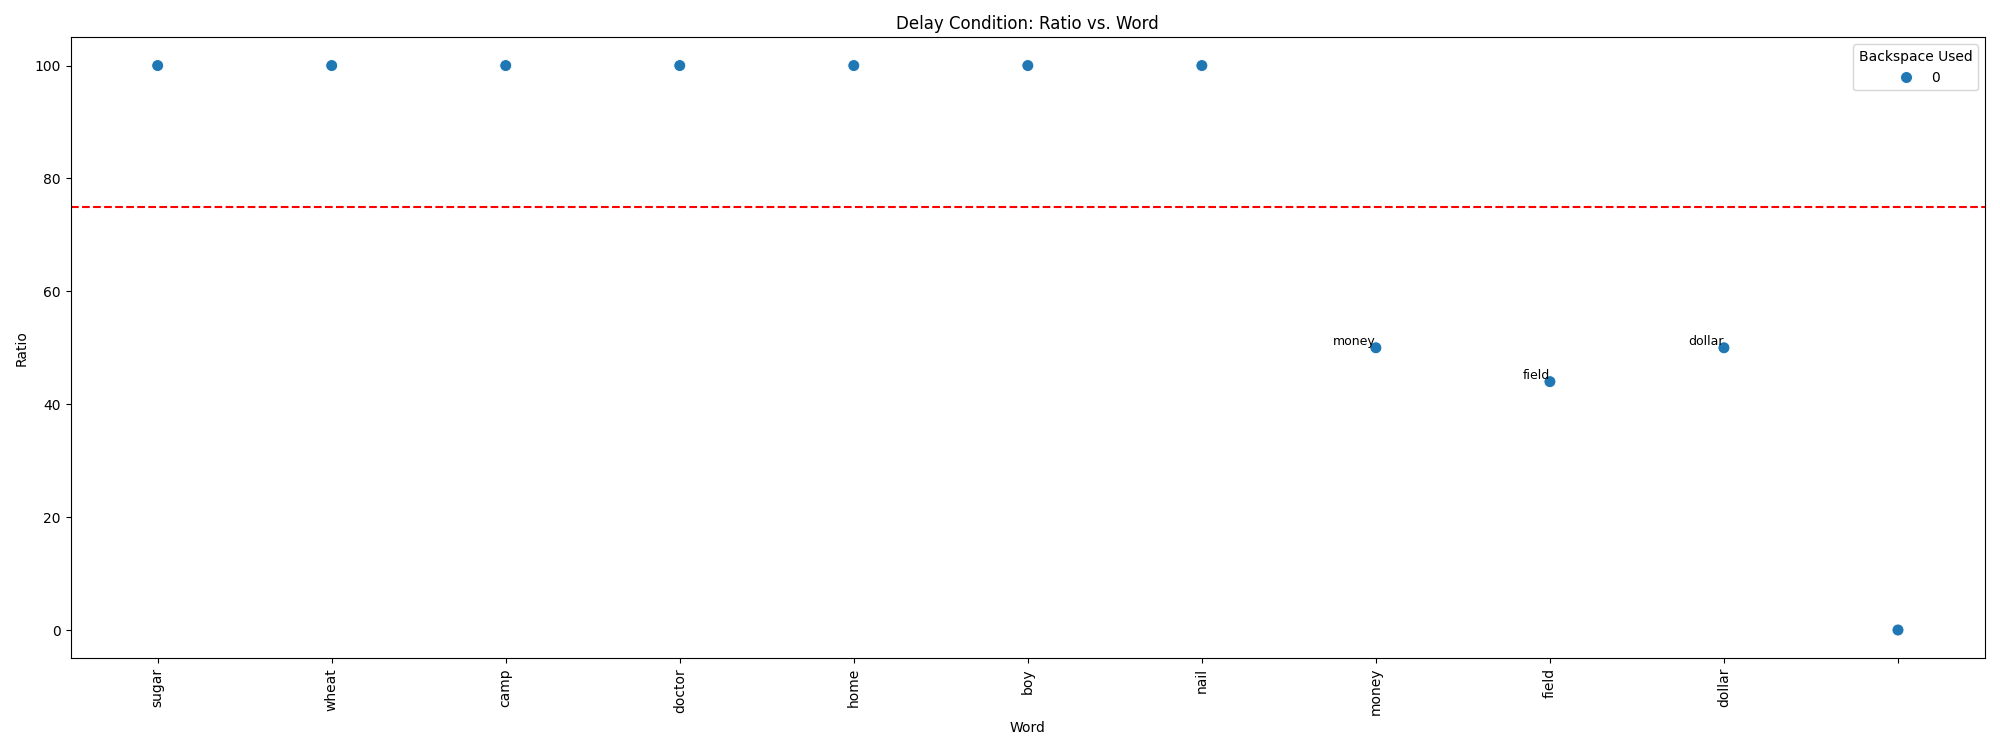 Delay Condition: Ratio vs. Word
Backspace Used
0
100
80
60
40
20
0
Ratio
money
dollar
field
sugar
wheat
camp
doctor
home
boy
nail
money
field
dollar
Word